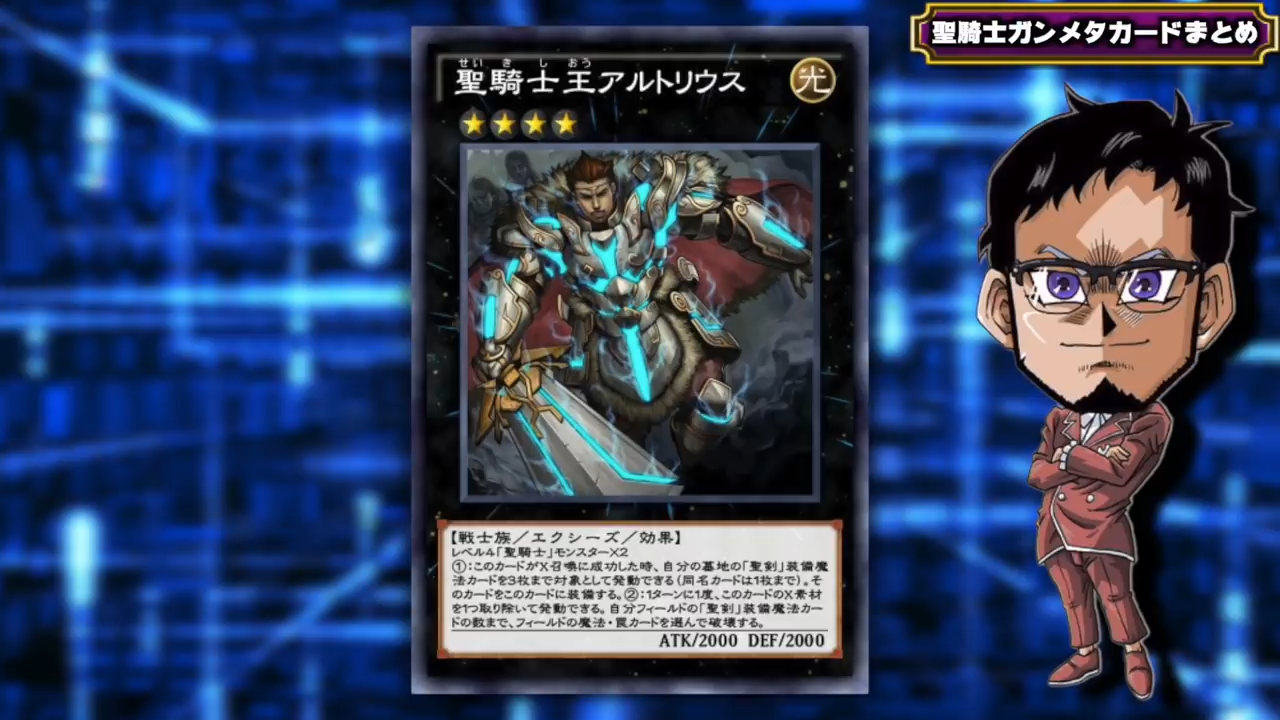 聖騎士ガンメタカードまとめ
せいきしおう
聖騎士王アルトリウス
光
【戦士族／エクシーズ／効果】
レベル4「聖騎士」モンスター×2
①：このカードがX召喚に成功した時、自分の墓地の「聖剣」装備魔
法カードを3枚まで対象として発動できる（同名カードは1枚まで）。そ
のカードをこのカードに装備する。②：1ターンに1度、このカードのX素材
を1つ取り除いて発動できる。自分フィールドの「聖剣」装備魔法カー
ドの数まで、フィールドの魔法・罠カードを選んで破壊する。
ATK/2000 DEF/2000